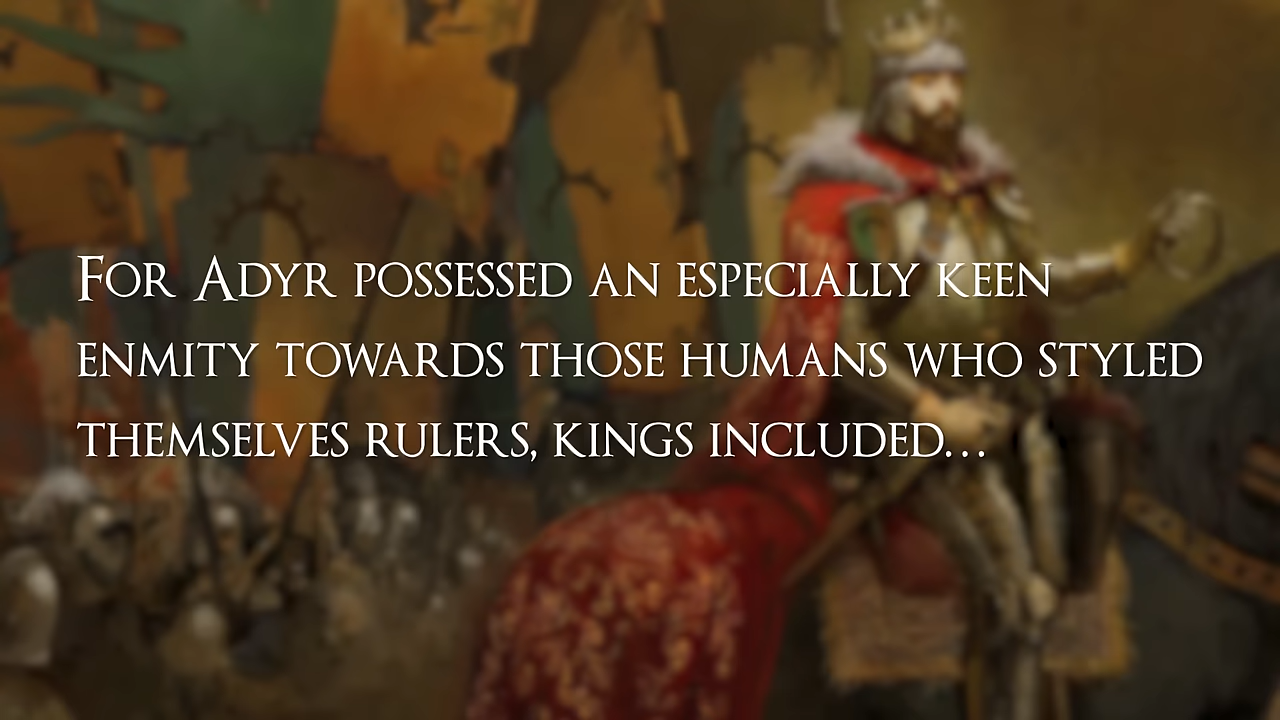 For Adyr possessed an especially keen
enmity towards those humans who styled
themselves rulers, kings included...